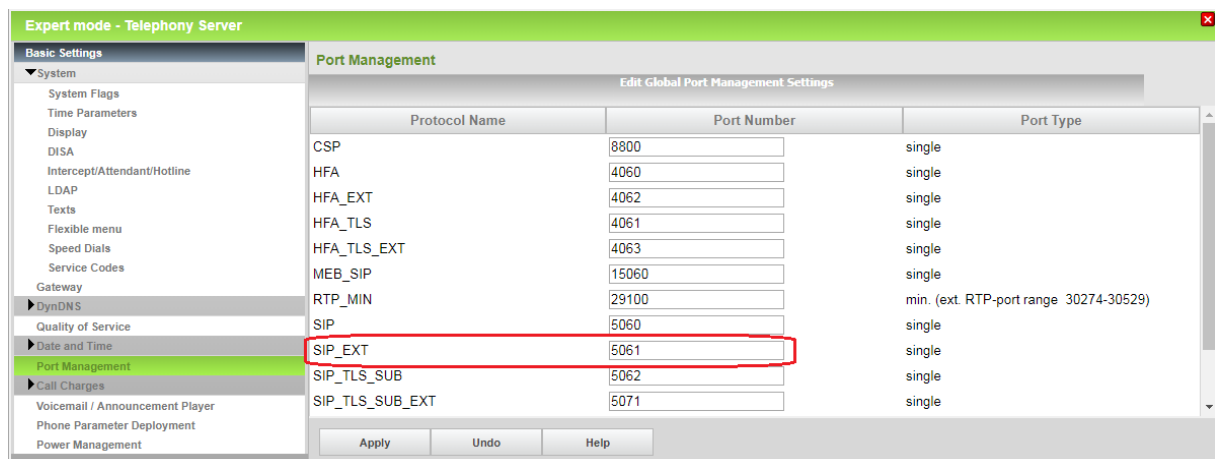 Expert mode - Telephony Server
Basic Settings
System
System Flags
Time Parameters
Display
DISA
Intercept/Attendant/Hotline
LDAP
Texts
Flexible menu
Speed Dials
Service Codes
Gateway
DynDNS
Quality of Service
Date and Time
Port Management
Call Charges
Voicemail / Announcement Player
Phone Parameter Deployment
Power Management
Port Management
Edit Global Port Management Settings
Protocol Name Port Number Port Type
CSP 8800 single
HFA 4060 single
HFA_EXT 4062 single
HFA_TLS 4061 single
HFA_TLS_EXT 4063 single
MEB_SIP 15060 single
RTP_MIN 29100 min. (ext. RTP-port range 30274-30529)
SIP 5060 single
SIP_EXT 5061 single
SIP_TLS_SUB 5062 single
SIP_TLS_SUB_EXT 5071 single
Apply Undo Help